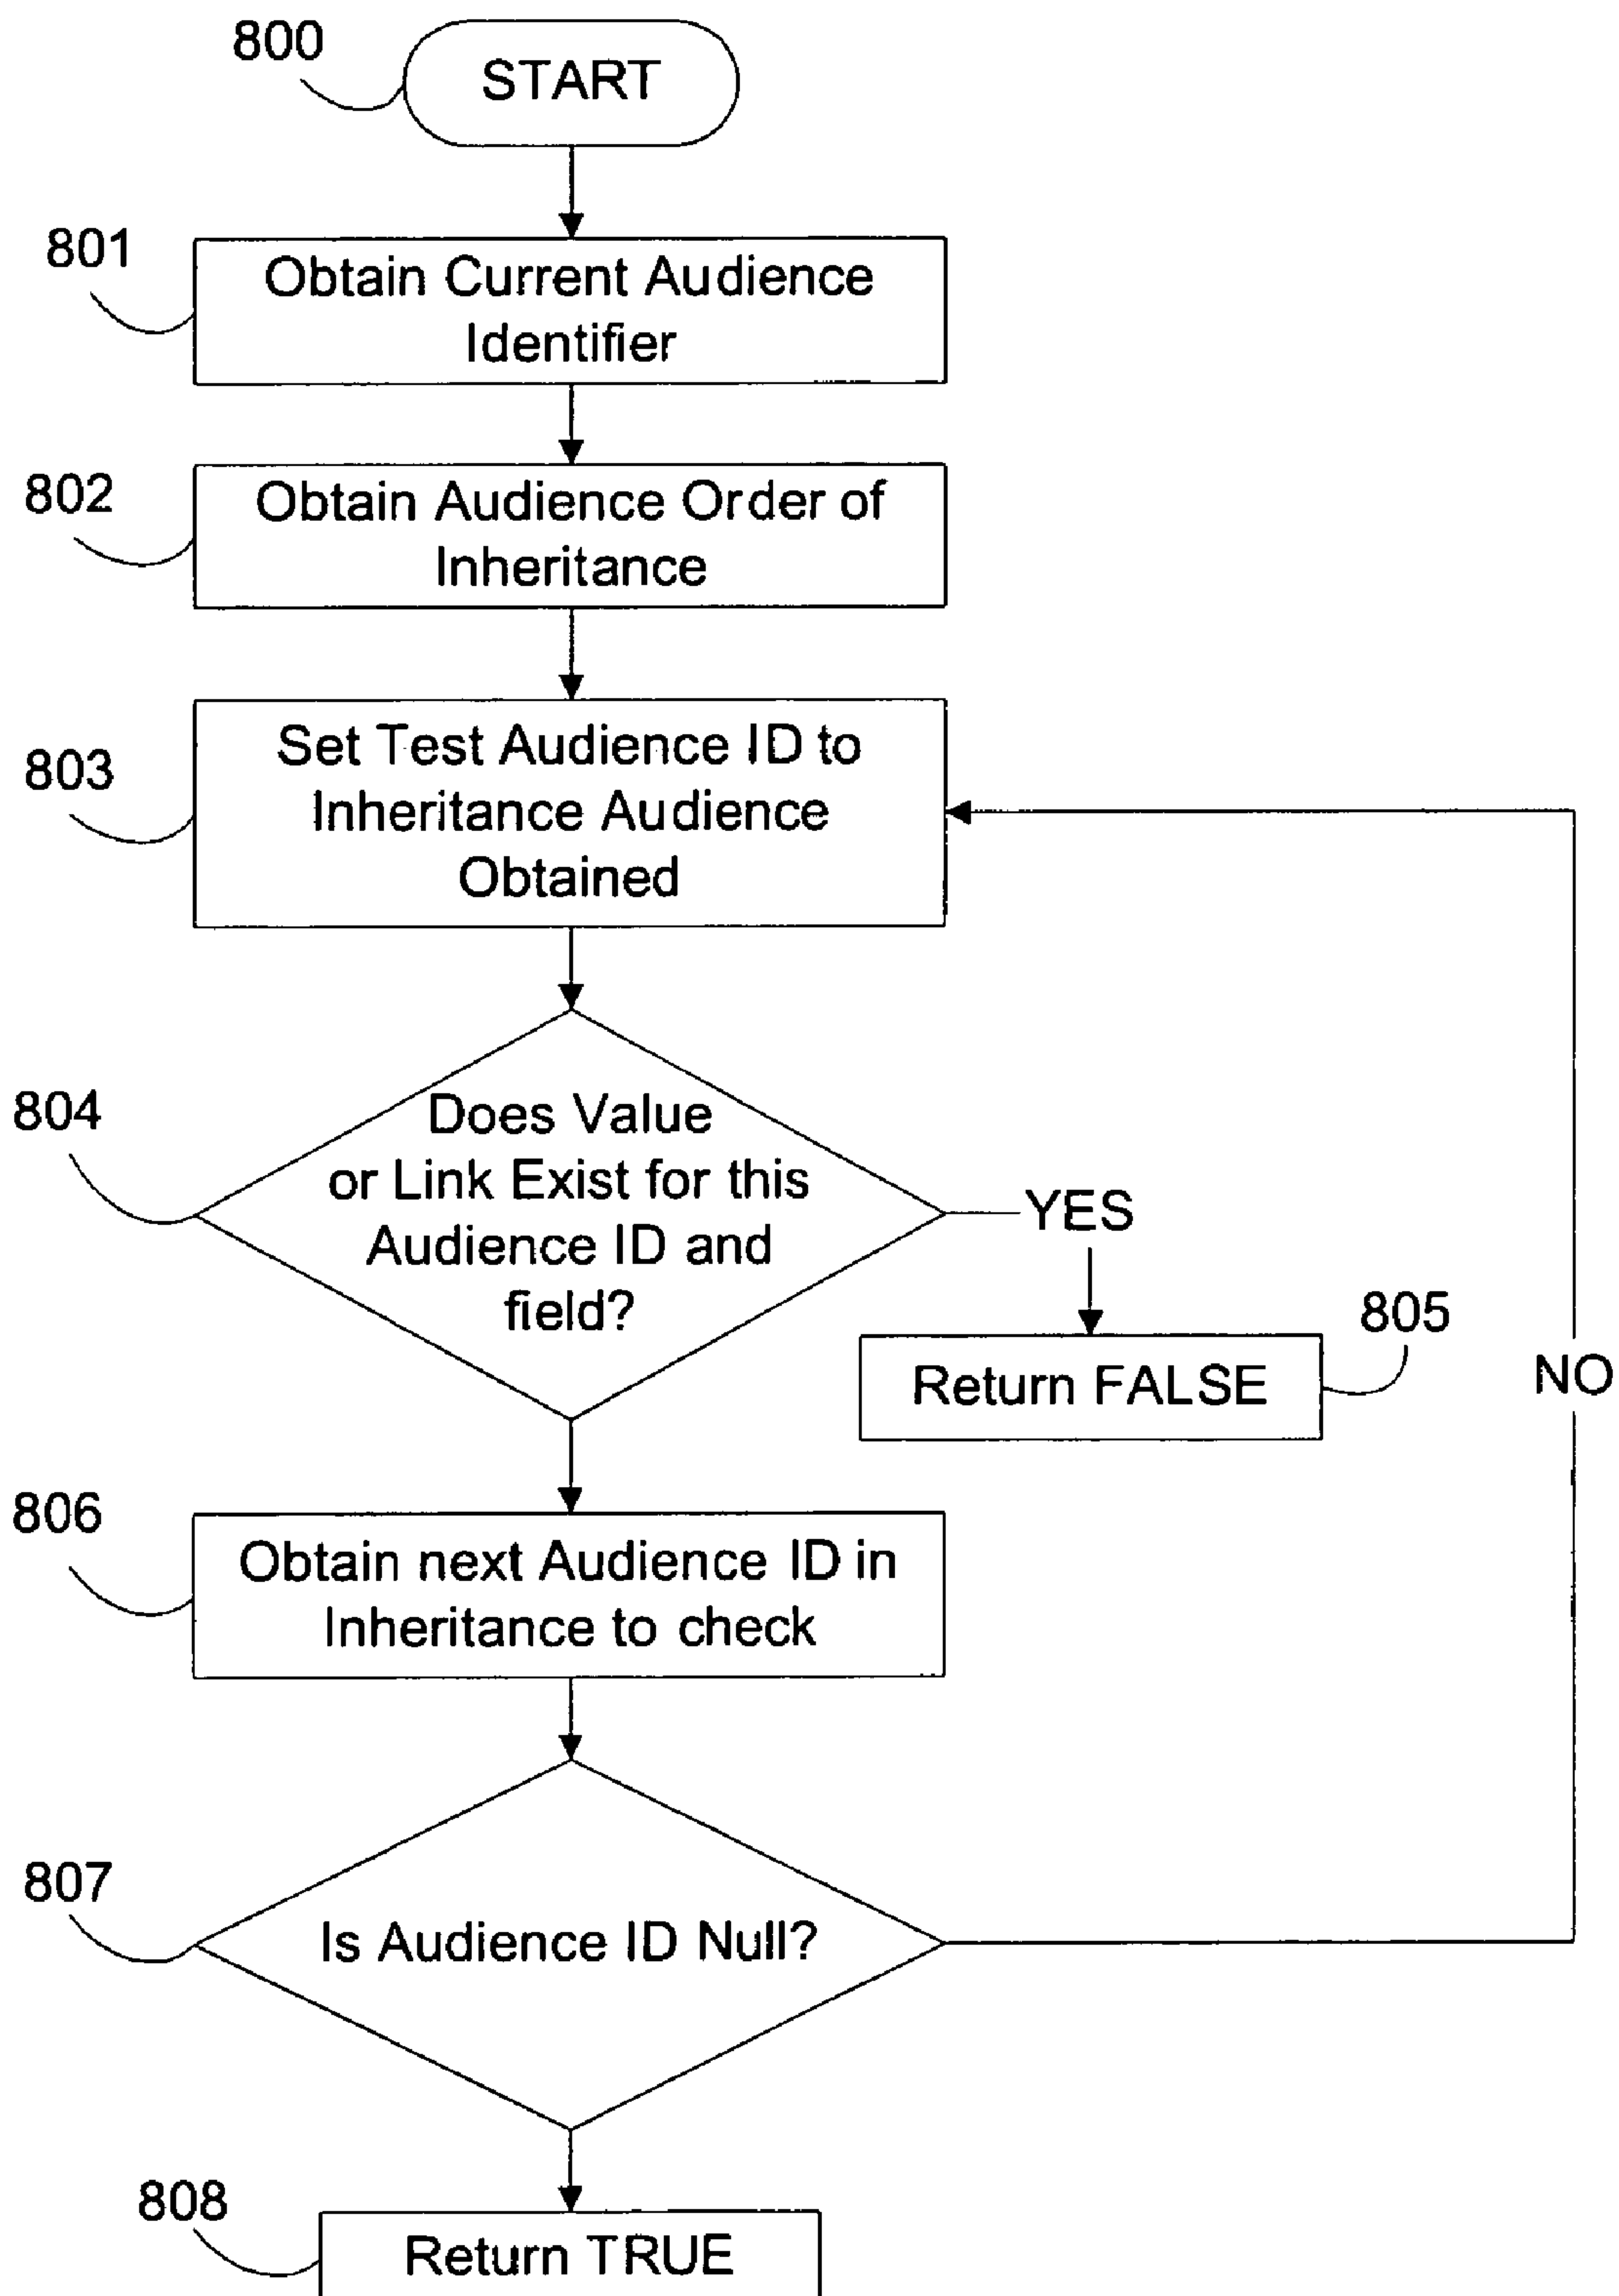 800
START
801
Obtain Current Audience
Identifier
802
Obtain Audience Order of
Inheritance
803
Set Test Audience ID to
Inheritance Audience
Obtained
804
Does Value
or Link Exist for this
Audience ID and
field?
YES
805
Return FALSE
NO
806
Obtain next Audience ID in
Inheritance to check
807
Is Audience ID Null?
808
Return TRUE